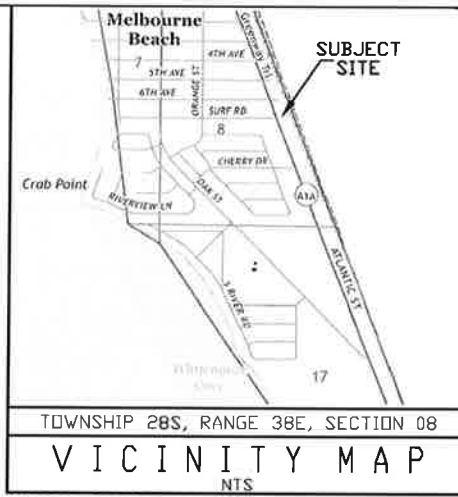 Melbourne
Beach
Greenway Trl
SUBJECT
SITE
4TH AVE
7
5TH AVE
ORANGE ST
6TH AVE
SURF RD
8
CHERRY DR
Crab Point
OAK ST
A1A
RIVERVIEW LN
ATLANTIC ST
S RIVER RD
17
TOWNSHIP 28S, RANGE 38E, SECTION 08
VICINITY MAP
NTS